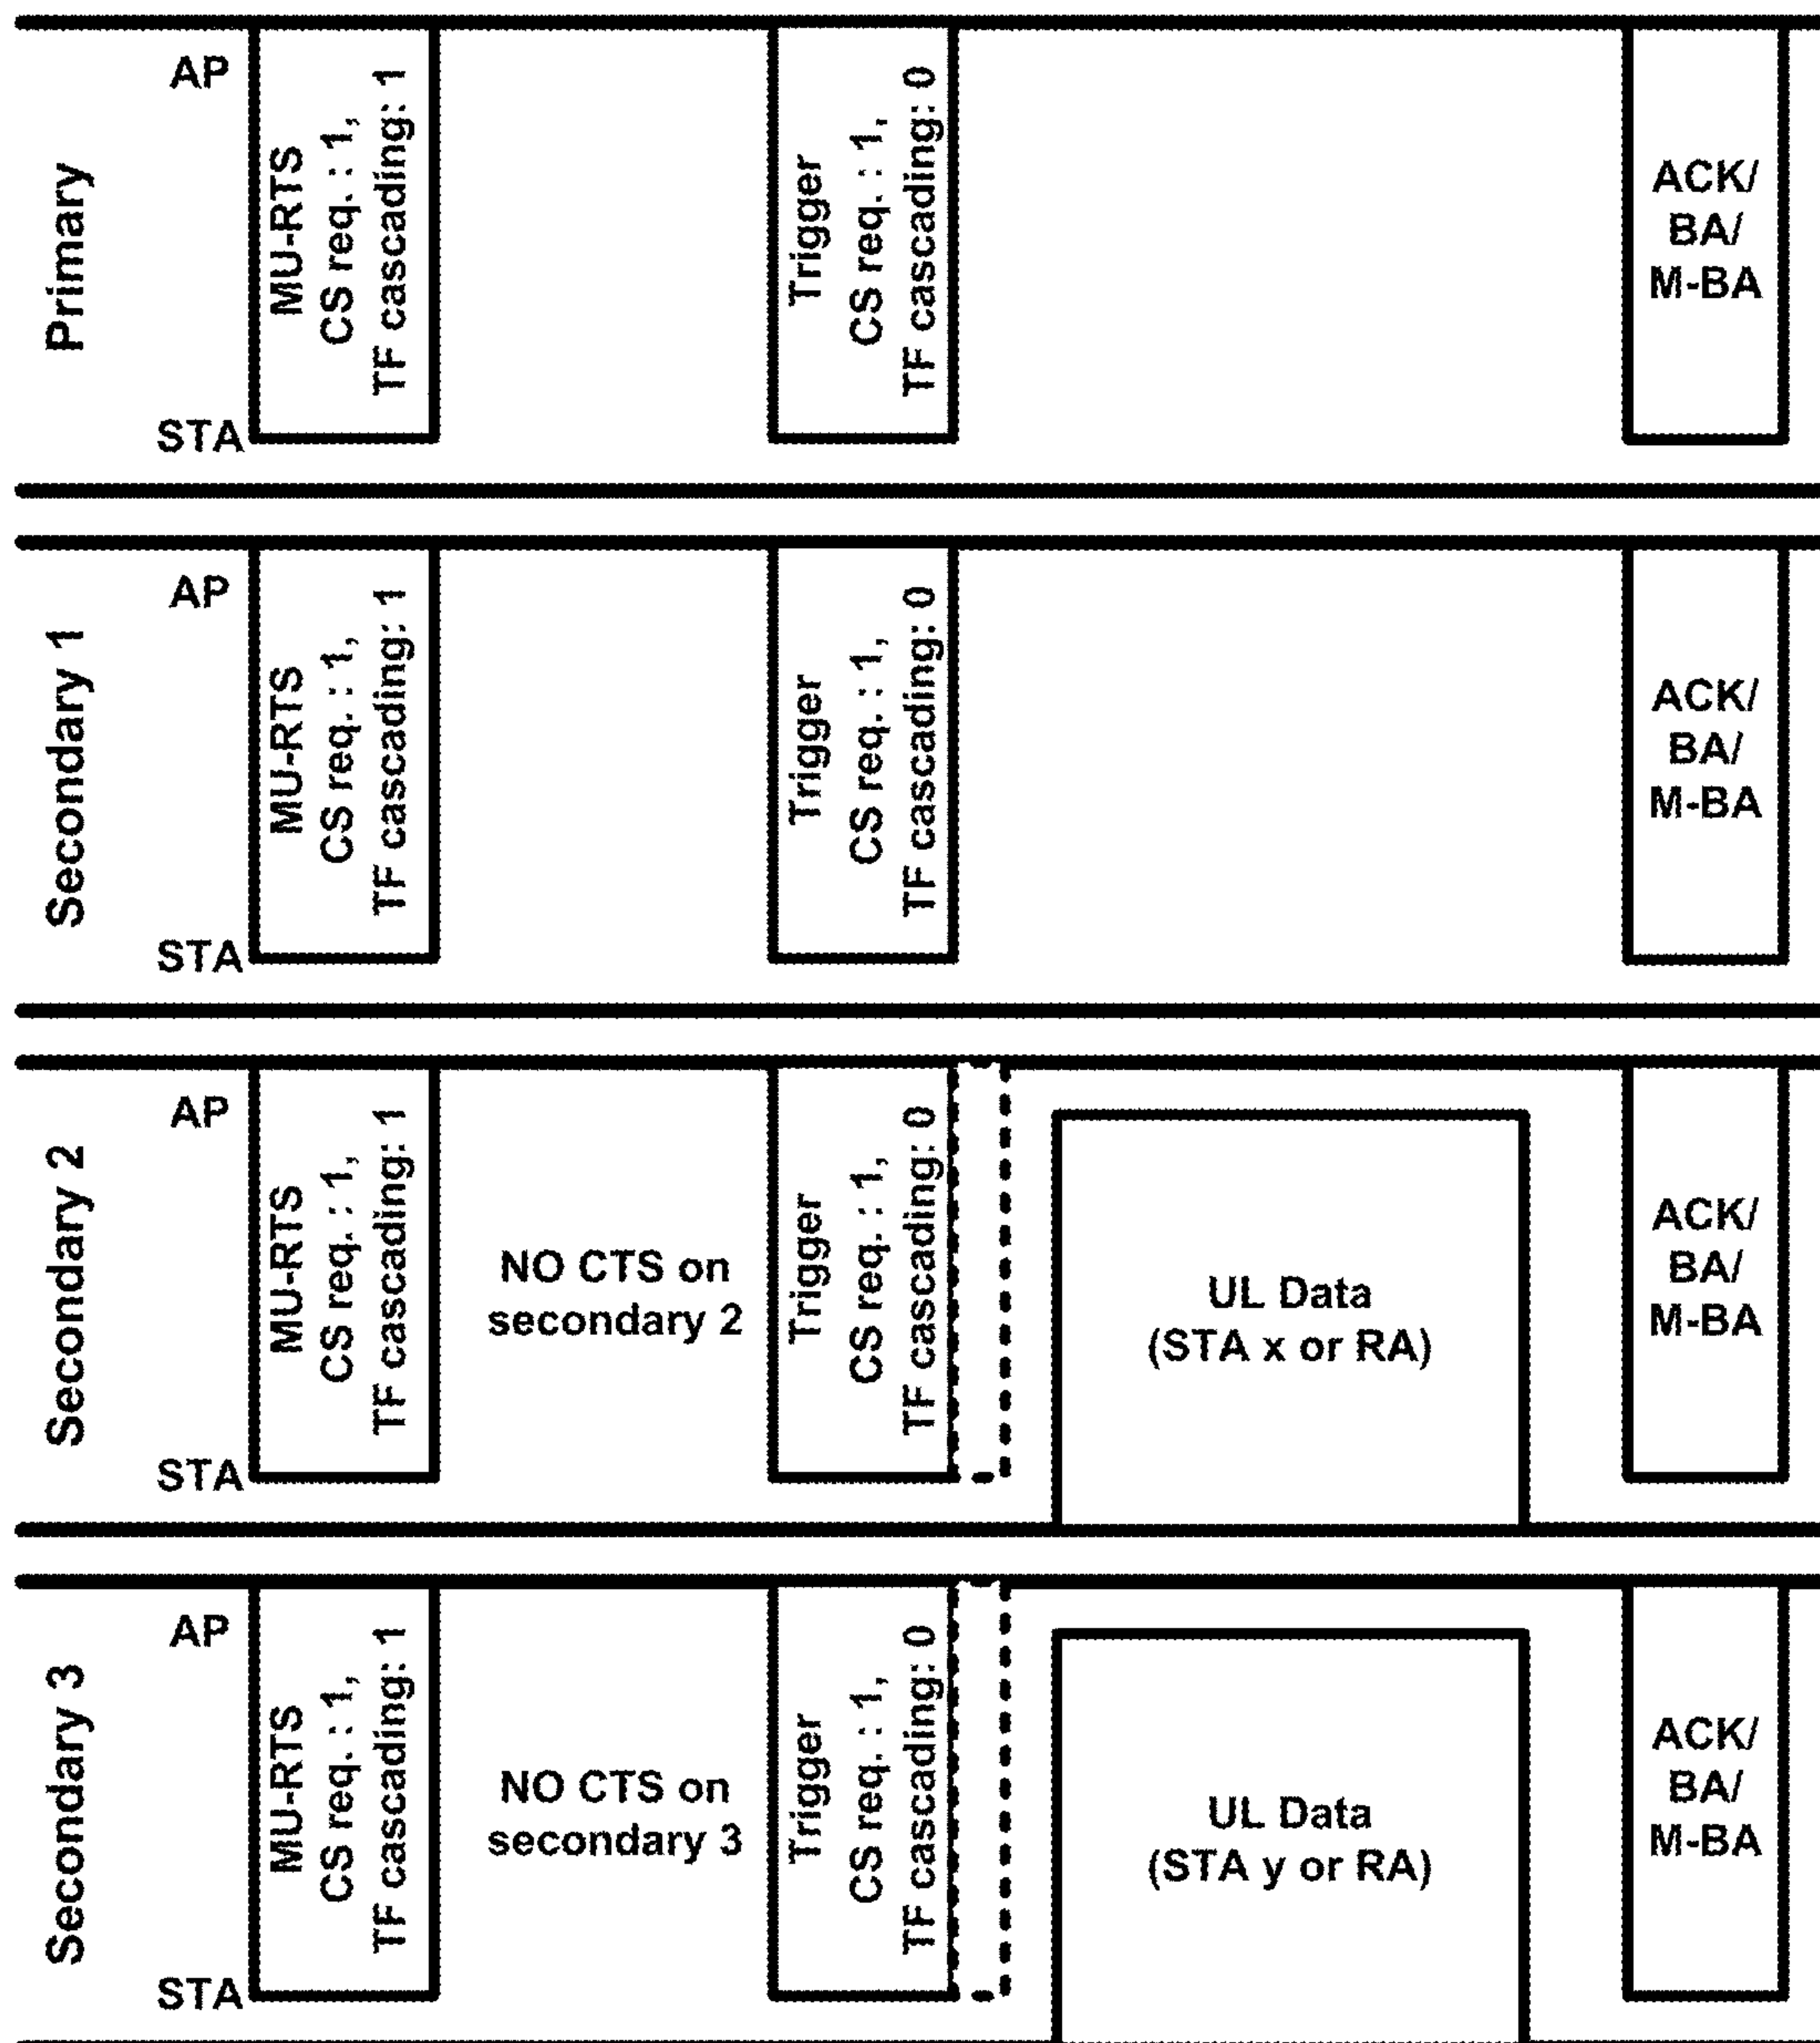 Primary
AP
STA
MU-RTS
CS req. : 1,
TF cascading: 1
Trigger
CS req. : 1,
TF cascading: 0
ACK/
BA/
M-BA
Secondary 1
AP
STA
MU-RTS
CS req. : 1,
TF cascading: 1
Trigger
CS req. : 1,
TF cascading: 0
ACK/
BA/
M-BA
Secondary 2
AP
STA
MU-RTS
CS req. : 1,
TF cascading: 1
NO CTS on
secondary 2
Trigger
CS req. : 1,
TF cascading: 0
UL Data
(STA x or RA)
ACK/
BA/
M-BA
Secondary 3
AP
STA
MU-RTS
CS req. : 1,
TF cascading: 1
NO CTS on
secondary 3
Trigger
CS req. : 1,
TF cascading: 0
UL Data
(STA y or RA)
ACK/
BA/
M-BA